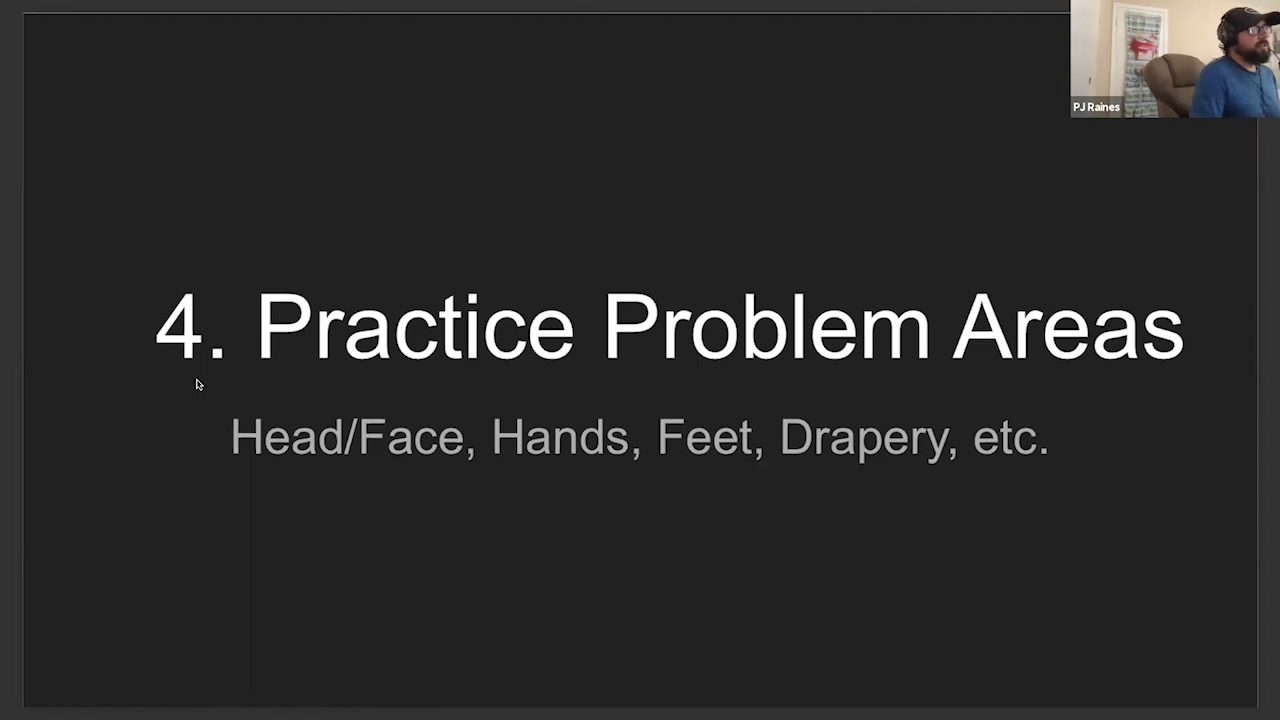 PJ Raines
4. Practice Problem Areas
Head/Face, Hands, Feet, Drapery, etc.